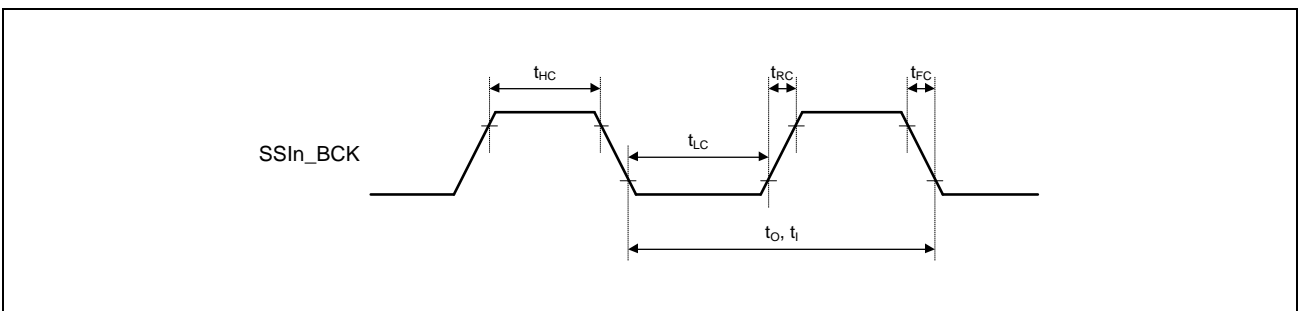 tHC
tRC
tFC
SSIn_BCK
tLC
tO, tI